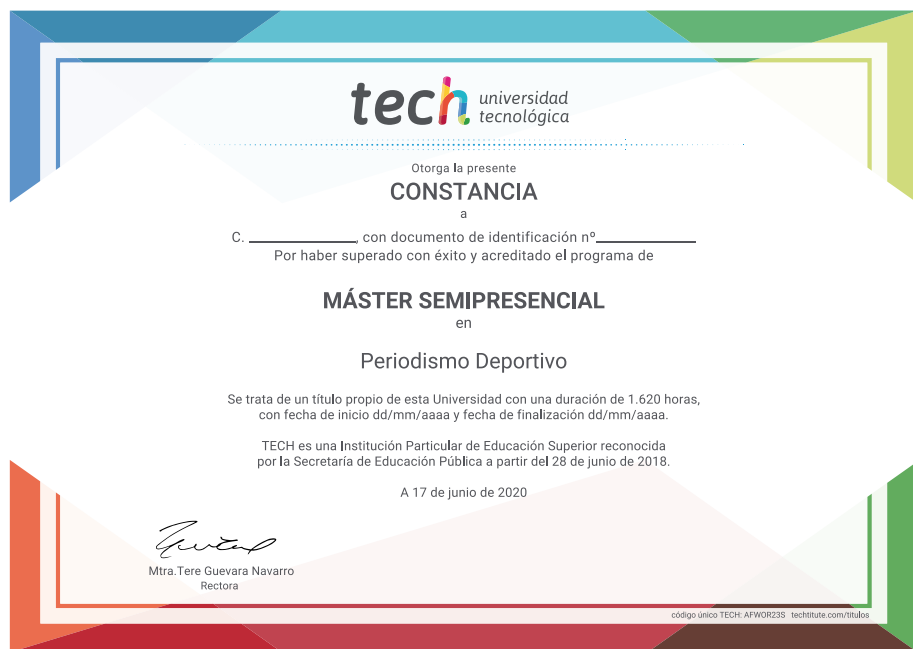 tech universidad
tecnológica
Otorga la presente
CONSTANCIA
a
C. ____________, con documento de identificación nº____________
Por haber superado con éxito y acreditado el programa de
MÁSTER SEMIPRESENCIAL
en
Periodismo Deportivo
Se trata de un título propio de esta Universidad con una duración de 1.620 horas,
con fecha de inicio dd/mm/aaaa y fecha de finalización dd/mm/aaaa.
TECH es una Institución Particular de Educación Superior reconocida
por la Secretaría de Educación Pública a partir del 28 de junio de 2018.
A 17 de junio de 2020
Mtra.Tere Guevara Navarro
Rectora
código único TECH: AFWOR23S techtitute.com/titulos